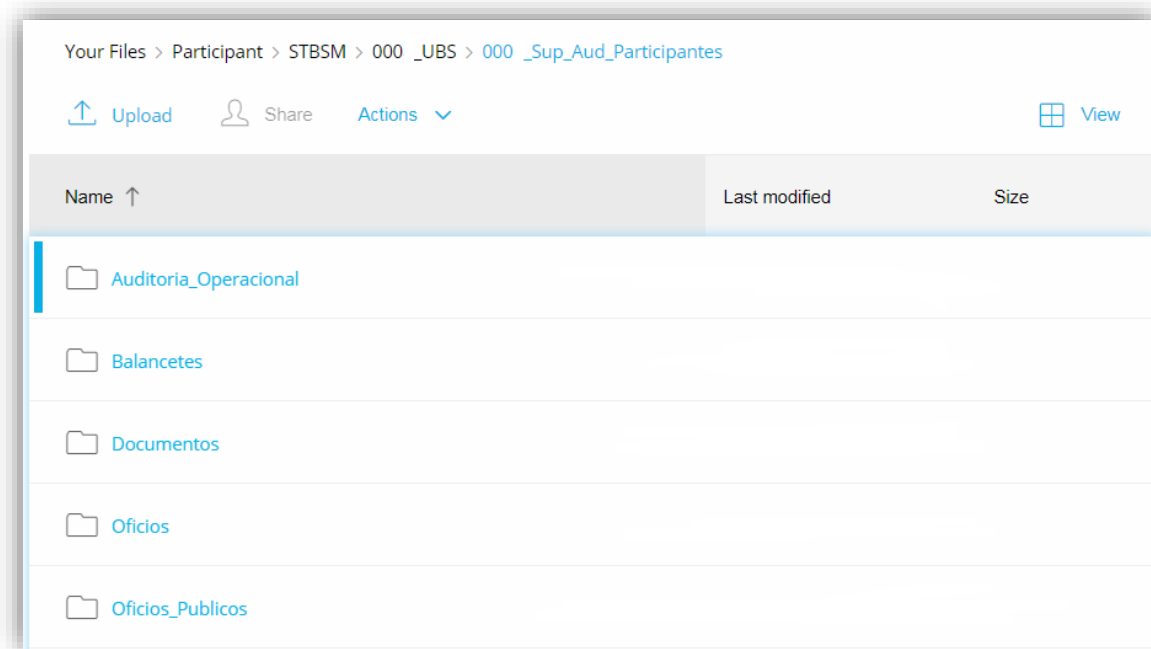 Your Files > Participant > STBSM > 000 _UBS > 000 _Sup_Aud_Participantes
Upload Share Actions View
Name Last modified Size
Auditoria_Operacional
Balancetes
Documentos
Oficios
Oficios_Publicos